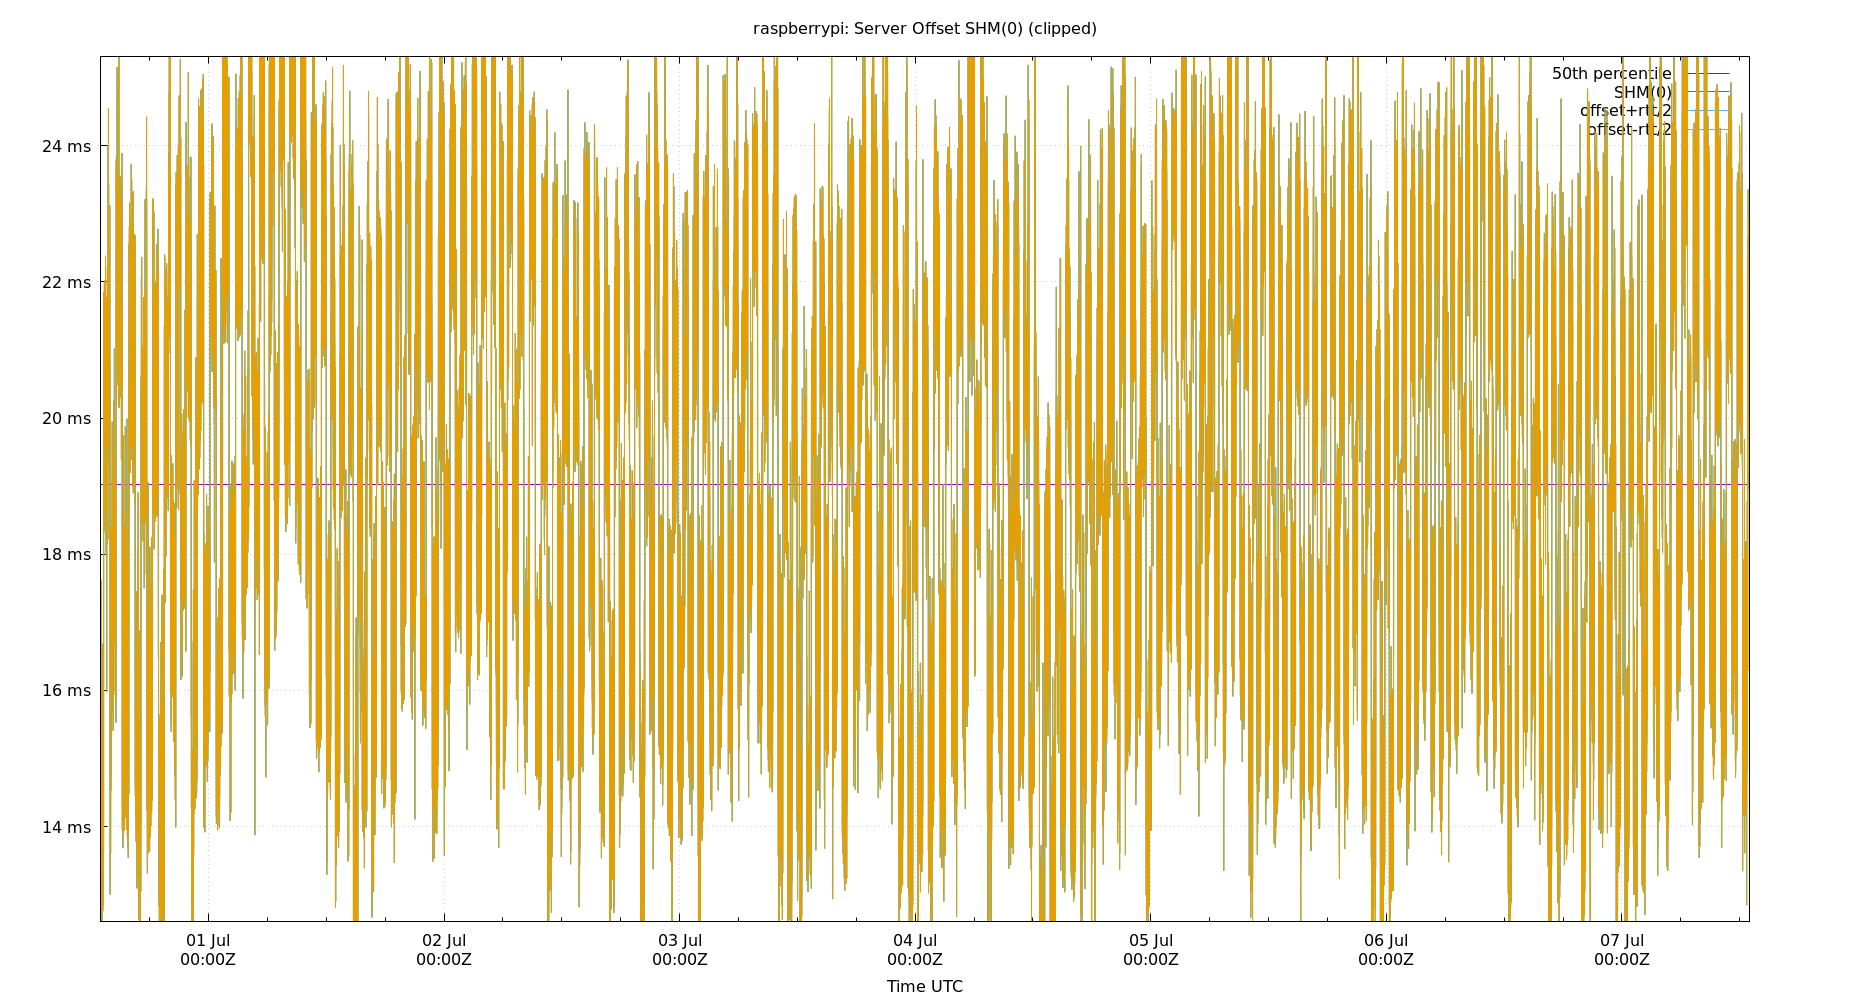 raspberrypi: Server Offset SHM(0) (clipped)
50th percentile
SHM(0)
offset+rtt/2
offset-rtt/2
24 ms
22 ms
20 ms
18 ms
16 ms
14 ms
01 Jul 02 Jul 03 Jul 04 Jul 05 Jul 06 Jul 07 Jul
00:00Z 00:00Z 00:00Z 00:00Z 00:00Z 00:00Z 00:00Z
Time UTC